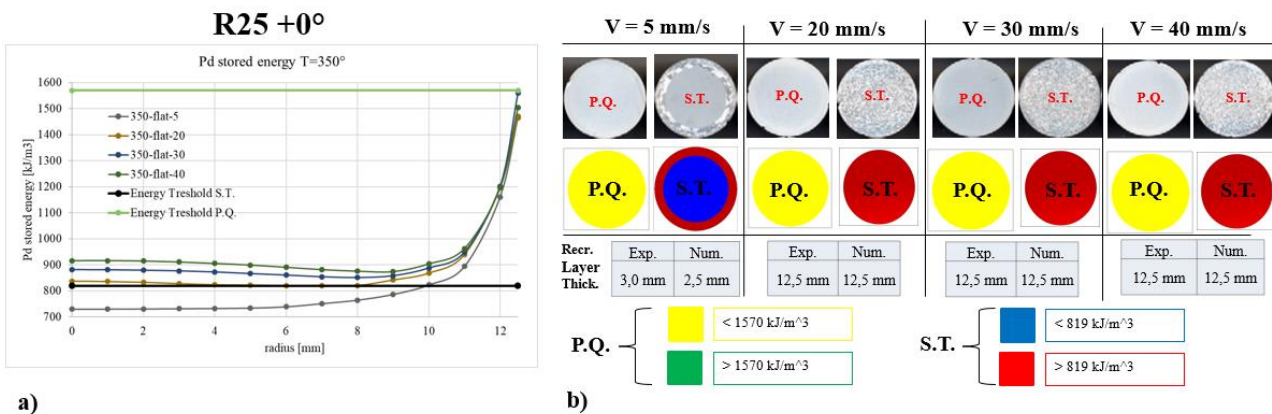 R25 +0°
Pd stored energy T=350°
Pd stored energy [kJ/m3]
1600
1500
1400
1300
1200
1100
1000
900
800
700
350-flat-5
350-flat-20
350-flat-30
350-flat-40
Energy Treshold S.T.
Energy Treshold P.Q.
0 2 4 6 8 10 12
radius [mm]
a)
V = 5 mm/s V = 20 mm/s V = 30 mm/s V = 40 mm/s
P.Q. S.T. P.Q. S.T. P.Q. S.T. P.Q. S.T.
P.Q. S.T. P.Q. S.T. P.Q. S.T. P.Q. S.T.
Recr. Layer Thick.
Exp. Num. Exp. Num. Exp. Num. Exp. Num.
3,0 mm 2,5 mm 12,5 mm 12,5 mm 12,5 mm 12,5 mm 12,5 mm 12,5 mm
P.Q.
< 1570 kJ/m^3
> 1570 kJ/m^3
S.T.
< 819 kJ/m^3
> 819 kJ/m^3
b)